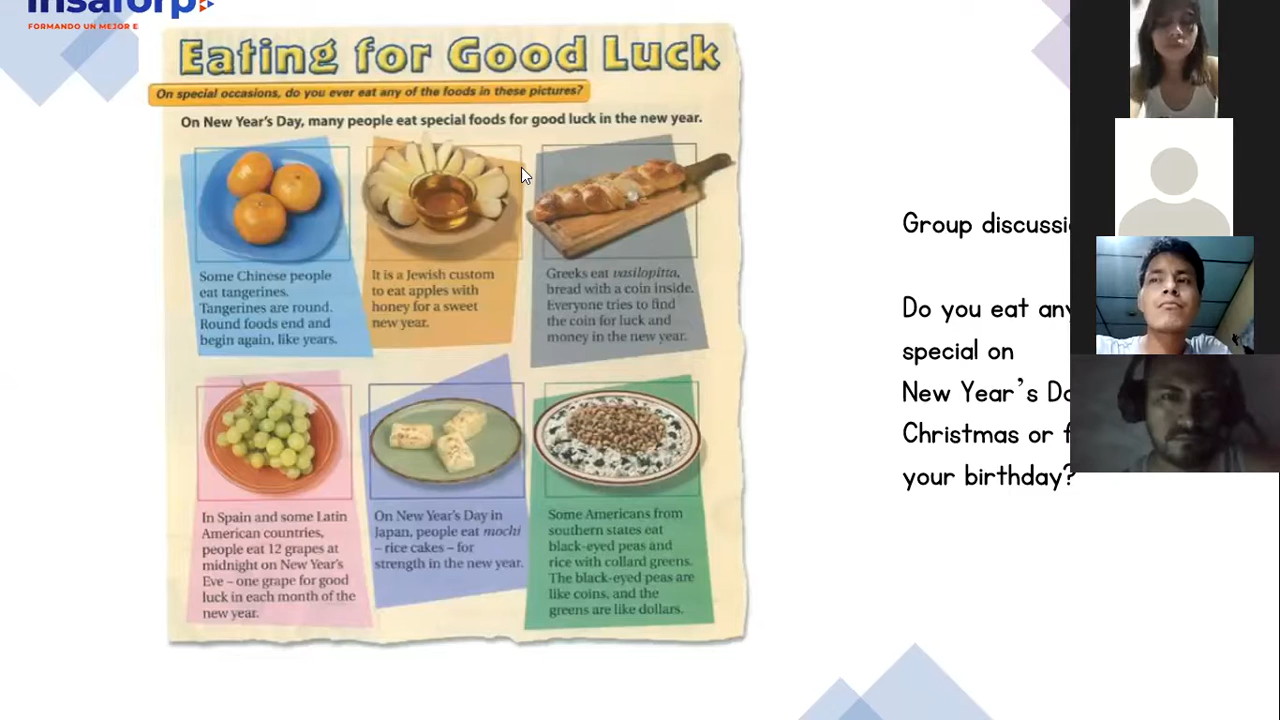 insaforp
FORMANDO UN MEJOR E
Eating for Good Luck
On special occasions, do you ever eat any of the foods in these pictures?
On New Year's Day, many people eat special foods for good luck in the new year.
Some Chinese people
eat tangerines.
Tangerines are round.
Round foods end and
begin again, like years.
It is a Jewish custom
to eat apples with
honey for a sweet
new year.
Greeks eat vasilopitta,
bread with a coin inside.
Everyone tries to find
the coin for luck and
money in the new year.
In Spain and some Latin
American countries,
people eat 12 grapes at
midnight on New Year's
Eve – one grape for good
luck in each month of the
new year.
On New Year's Day in
Japan, people eat mochi
– rice cakes – for
strength in the new year.
Some Americans from
southern states eat
black-eyed peas and
rice with collard greens.
The black-eyed peas are
like coins, and the
greens are like dollars.
Group discussi
Do you eat any
special on
New Year's Da
Christmas or f
your birthday?